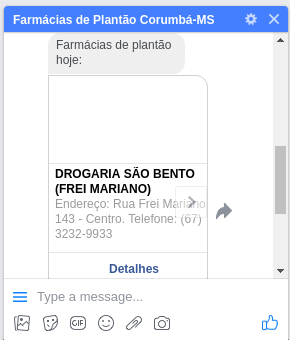 Farmácias de Plantão Corumbá-MS
Farmácias de plantão
hoje:
DROGARIA SÃO BENTO
(FREI MARIANO)
Endereço: Rua Frei Mariano
143 - Centro. Telefone: (67)
3232-9933
Detalhes
Type a message...
GIF